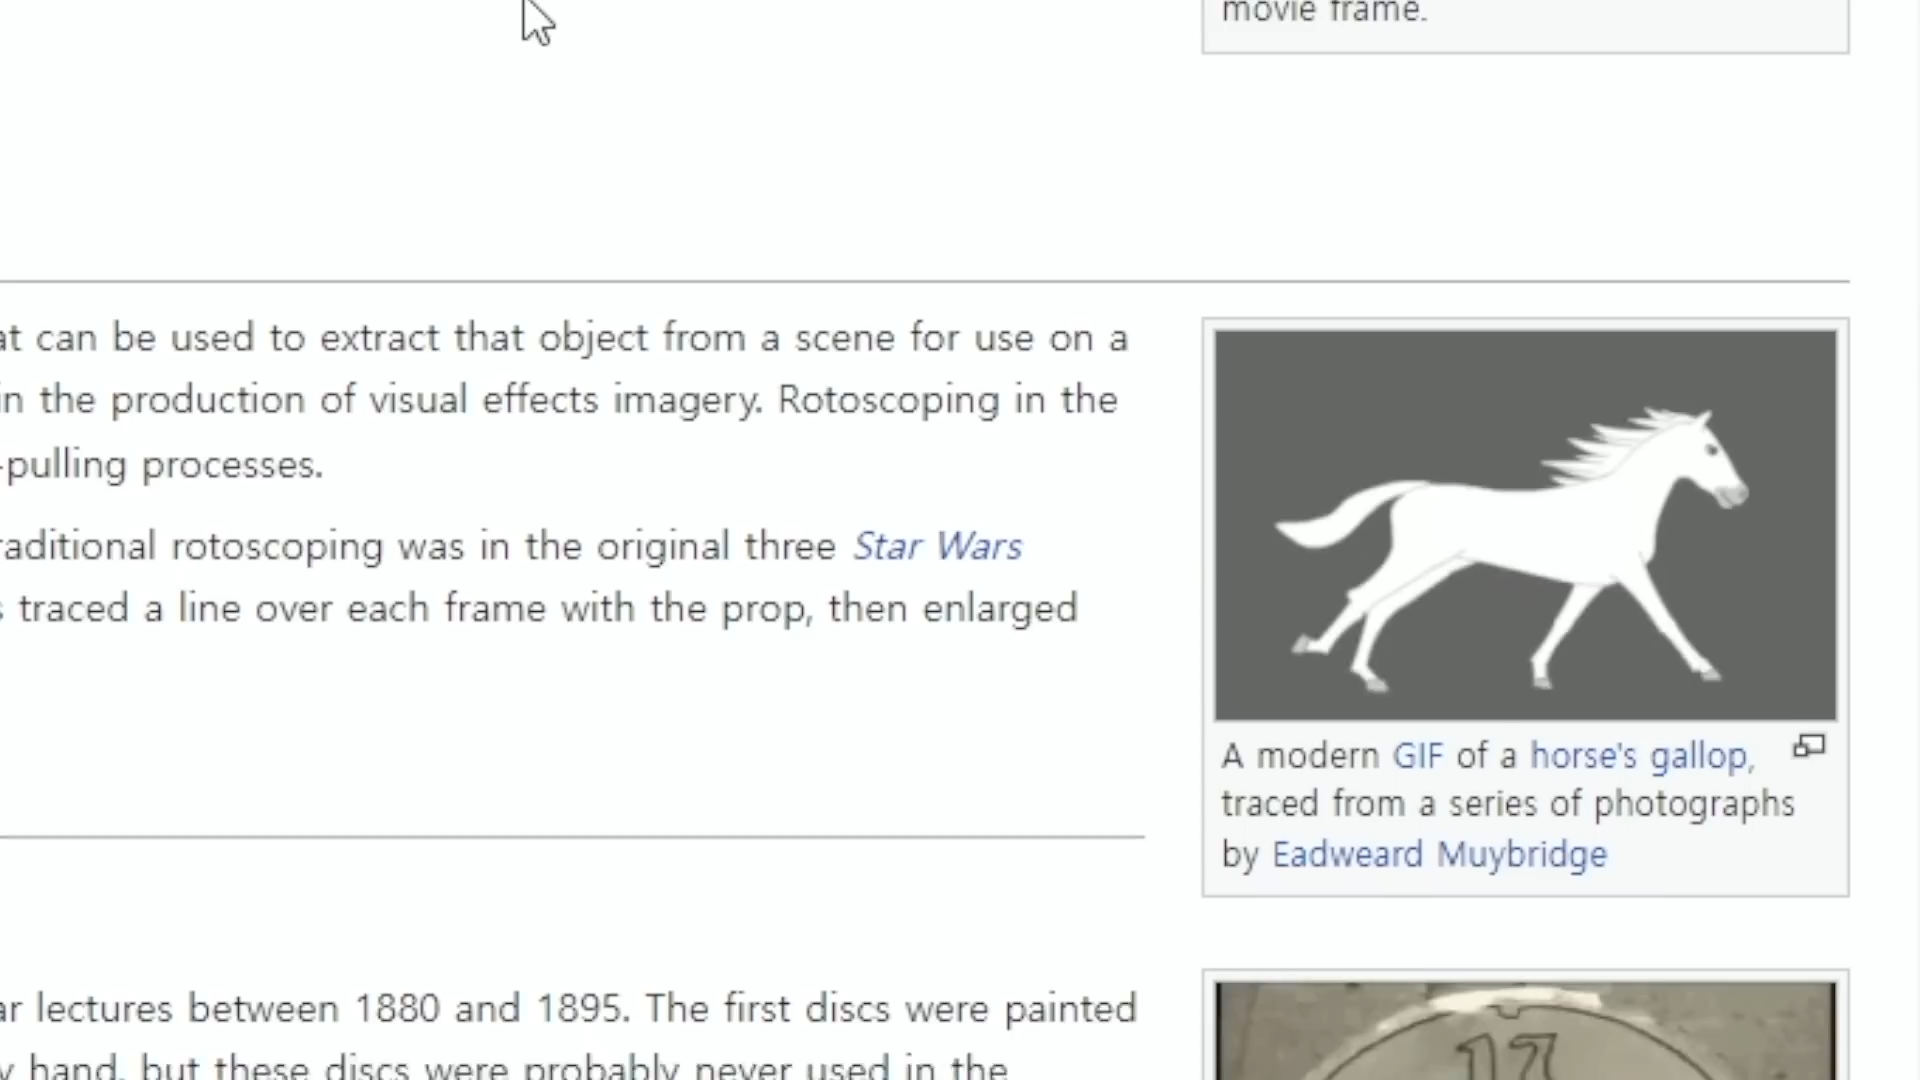 movie frame.
at can be used to extract that object from a scene for use on a
in the production of visual effects imagery. Rotoscoping in the
-pulling processes.
raditional rotoscoping was in the original three Star Wars
s traced a line over each frame with the prop, then enlarged
A modern GIF of a horse's gallop,
traced from a series of photographs
by Eadweard Muybridge
ar lectures between 1880 and 1895. The first discs were painted
y hand, but these discs were probably never used in the
17